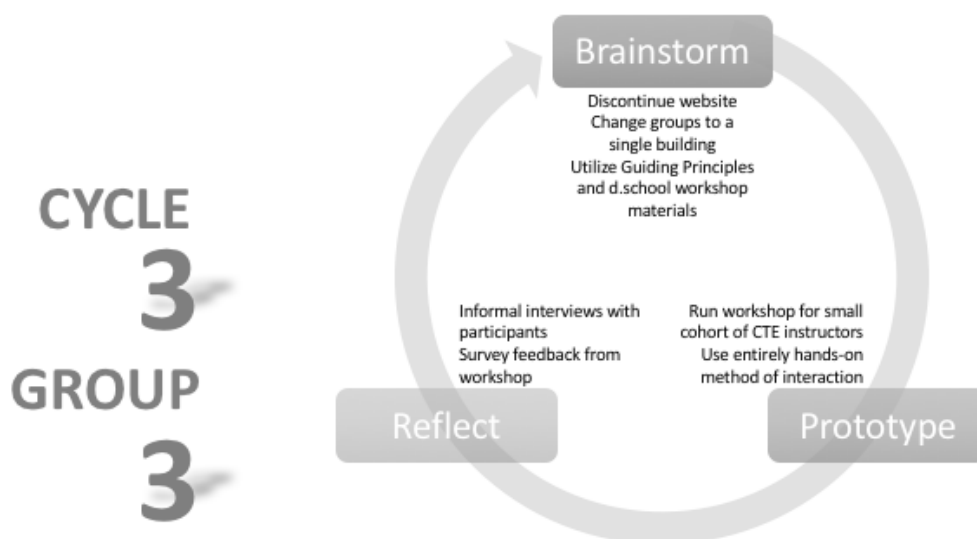 CYCLE
3
GROUP
3
Brainstorm
Discontinue website
Change groups to a
single building
Utilize Guiding Principles
and d.school workshop
materials
Informal interviews with
participants
Survey feedback from
workshop
Reflect
Run workshop for small
cohort of CTE instructors
Use entirely hands-on
method of interaction
Prototype